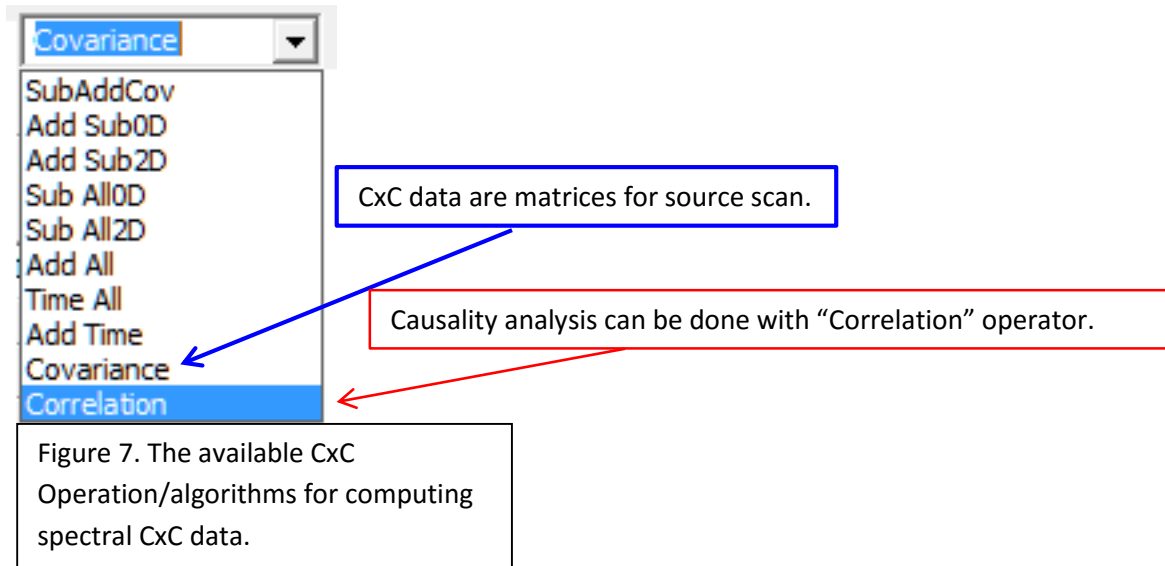 Covariance
SubAddCov
Add Sub0D
Add Sub2D
Sub All0D
Sub All2D
Add All
Time All
Add Time
Covariance
Correlation
CxC data are matrices for source scan.
Causality analysis can be done with “Correlation” operator.
Figure 7. The available CxC
Operation/algorithms for computing
spectral CxC data.